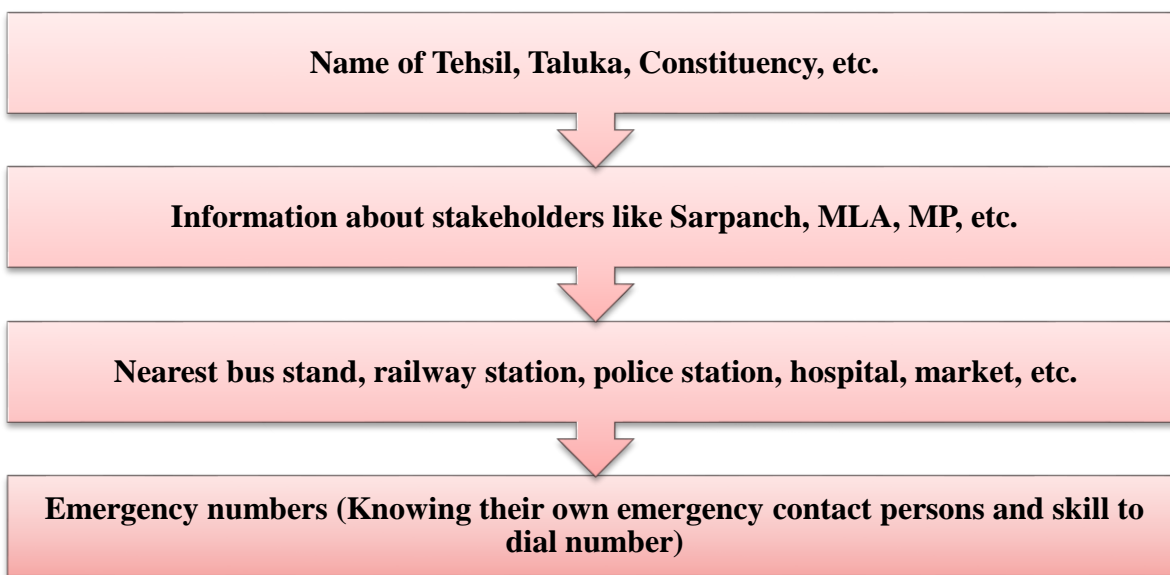 Name of Tehsil, Taluka, Constituency, etc.
Information about stakeholders like Sarpanch, MLA, MP, etc.
Nearest bus stand, railway station, police station, hospital, market, etc.
Emergency numbers (Knowing their own emergency contact persons and skill to
dial number)